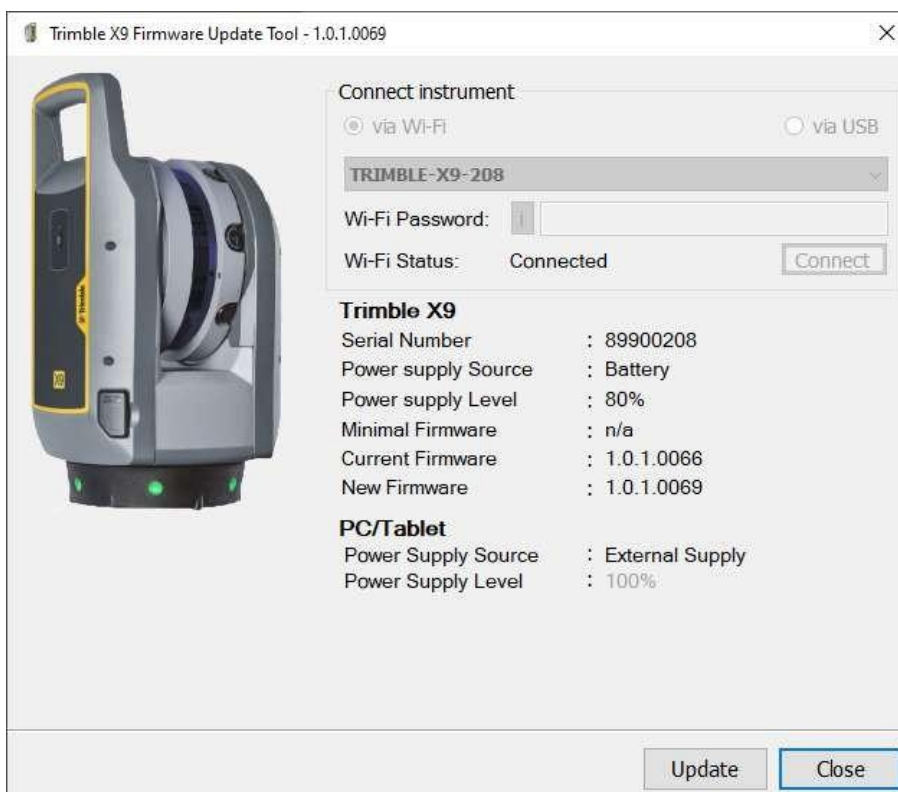 Trimble X9 Firmware Update Tool - 1.0.1.0069
Connect instrument
via Wi-Fi via USB
TRIMBLE-X9-208
Wi-Fi Password: i
Wi-Fi Status: Connected Connect
Trimble X9
Serial Number : 89900208
Power supply Source : Battery
Power supply Level : 80%
Minimal Firmware : n/a
Current Firmware : 1.0.1.0066
New Firmware : 1.0.1.0069
PC/Tablet
Power Supply Source : External Supply
Power Supply Level : 100%
Trimble
X9
Update Close